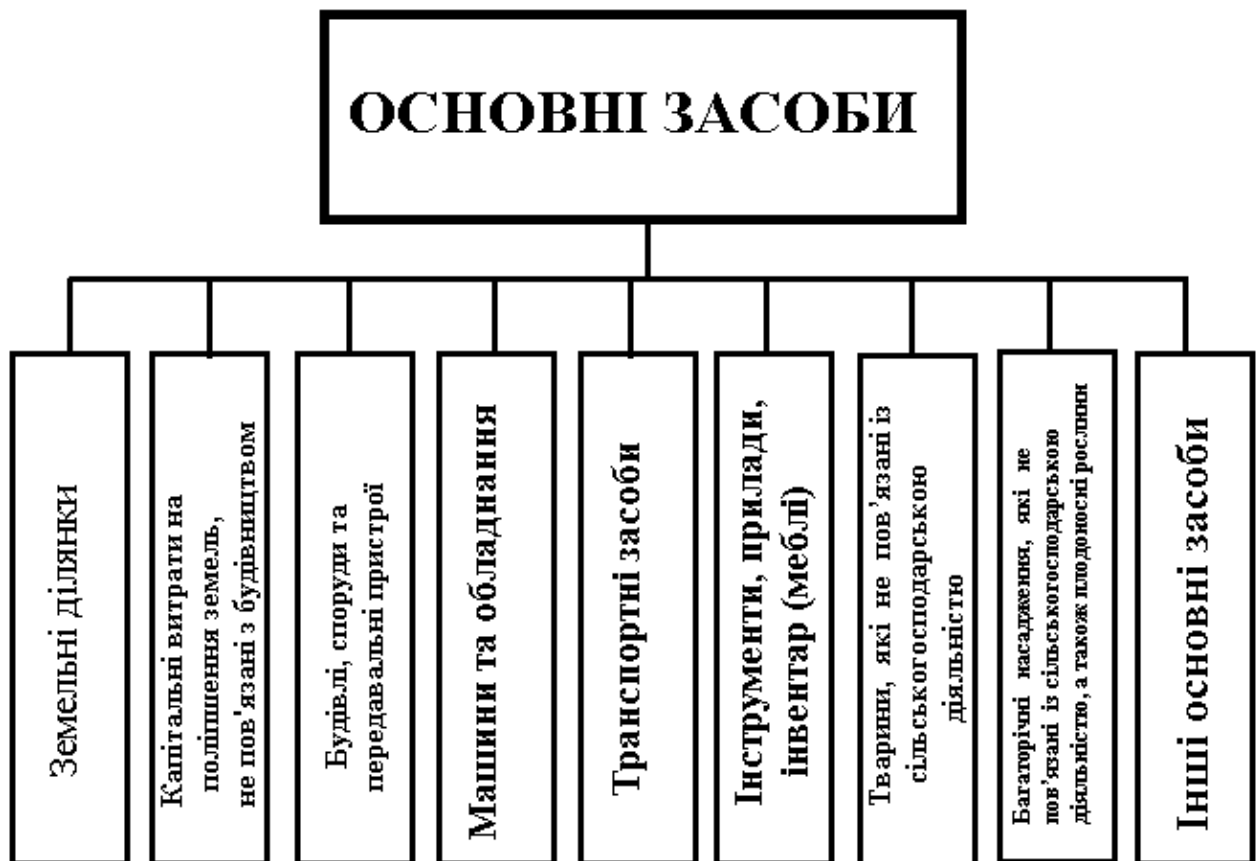 ОСНОВНІ ЗАСОБИ
Земельні ділянки
Капітальні витрати на
поліпшення земель,
не пов'язані з будівництвом
Будівлі, споруди та
передавальні пристрої
Машини та обладнання
Транспортні засоби
Інструменти, прилади,
інвентар (меблі)
Тварини, які не пов'язані із
сільськогосподарською
діяльністю
Багаторічні насадження, які не
пов'язані із сільськогосподарською
діяльністю, а також плодоносні рослини
Інші основні засоби